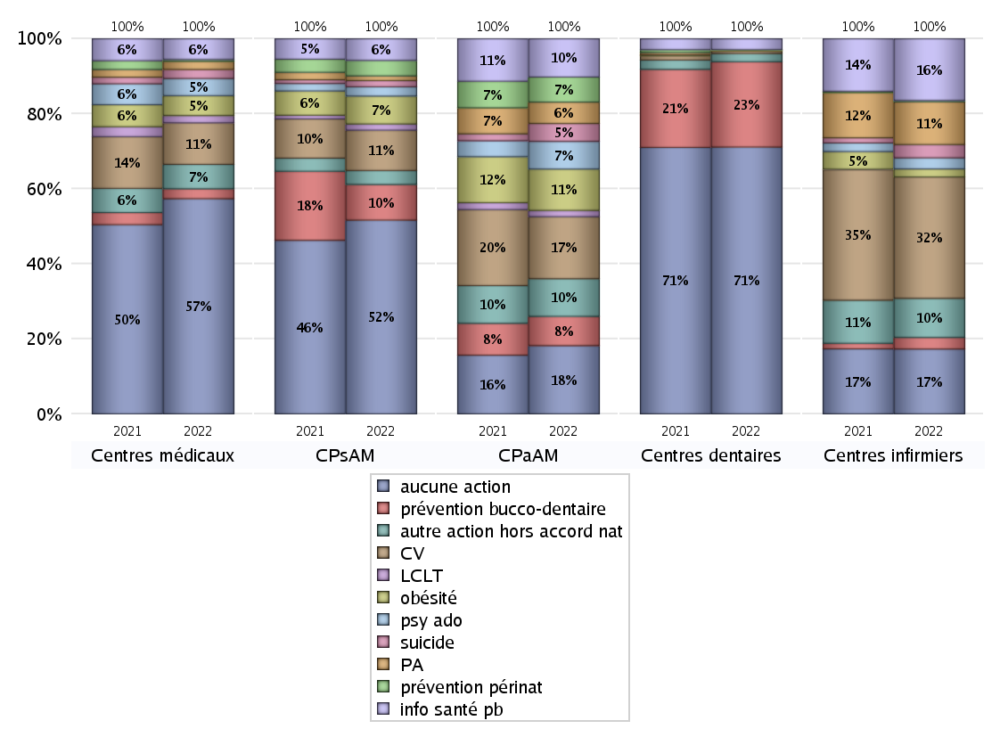 100% 100% 100% 100% 100% 100% 100% 100% 100% 100%
100%
80%
60%
40%
20%
0%
6% 6% 6% 14% 6% 50%
6% 5% 5% 11% 7% 57%
5% 6% 10% 18% 46%
6% 7% 11% 10% 52%
11% 7% 7% 12% 20% 10% 8% 16%
10% 7% 6% 5% 7% 11% 17% 10% 8% 18%
21% 71%
23% 71%
14% 12% 5% 35% 11% 17%
16% 11% 32% 10% 17%
2021 2022 2021 2022 2021 2022 2021 2022 2021 2022
Centres médicaux CPsAM CPaAM Centres dentaires Centres infirmiers
aucune action
prévention bucco-dentaire
autre action hors accord nat
CV
LCLT
obésité
psy ado
suicide
PA
prévention périnat
info santé pb